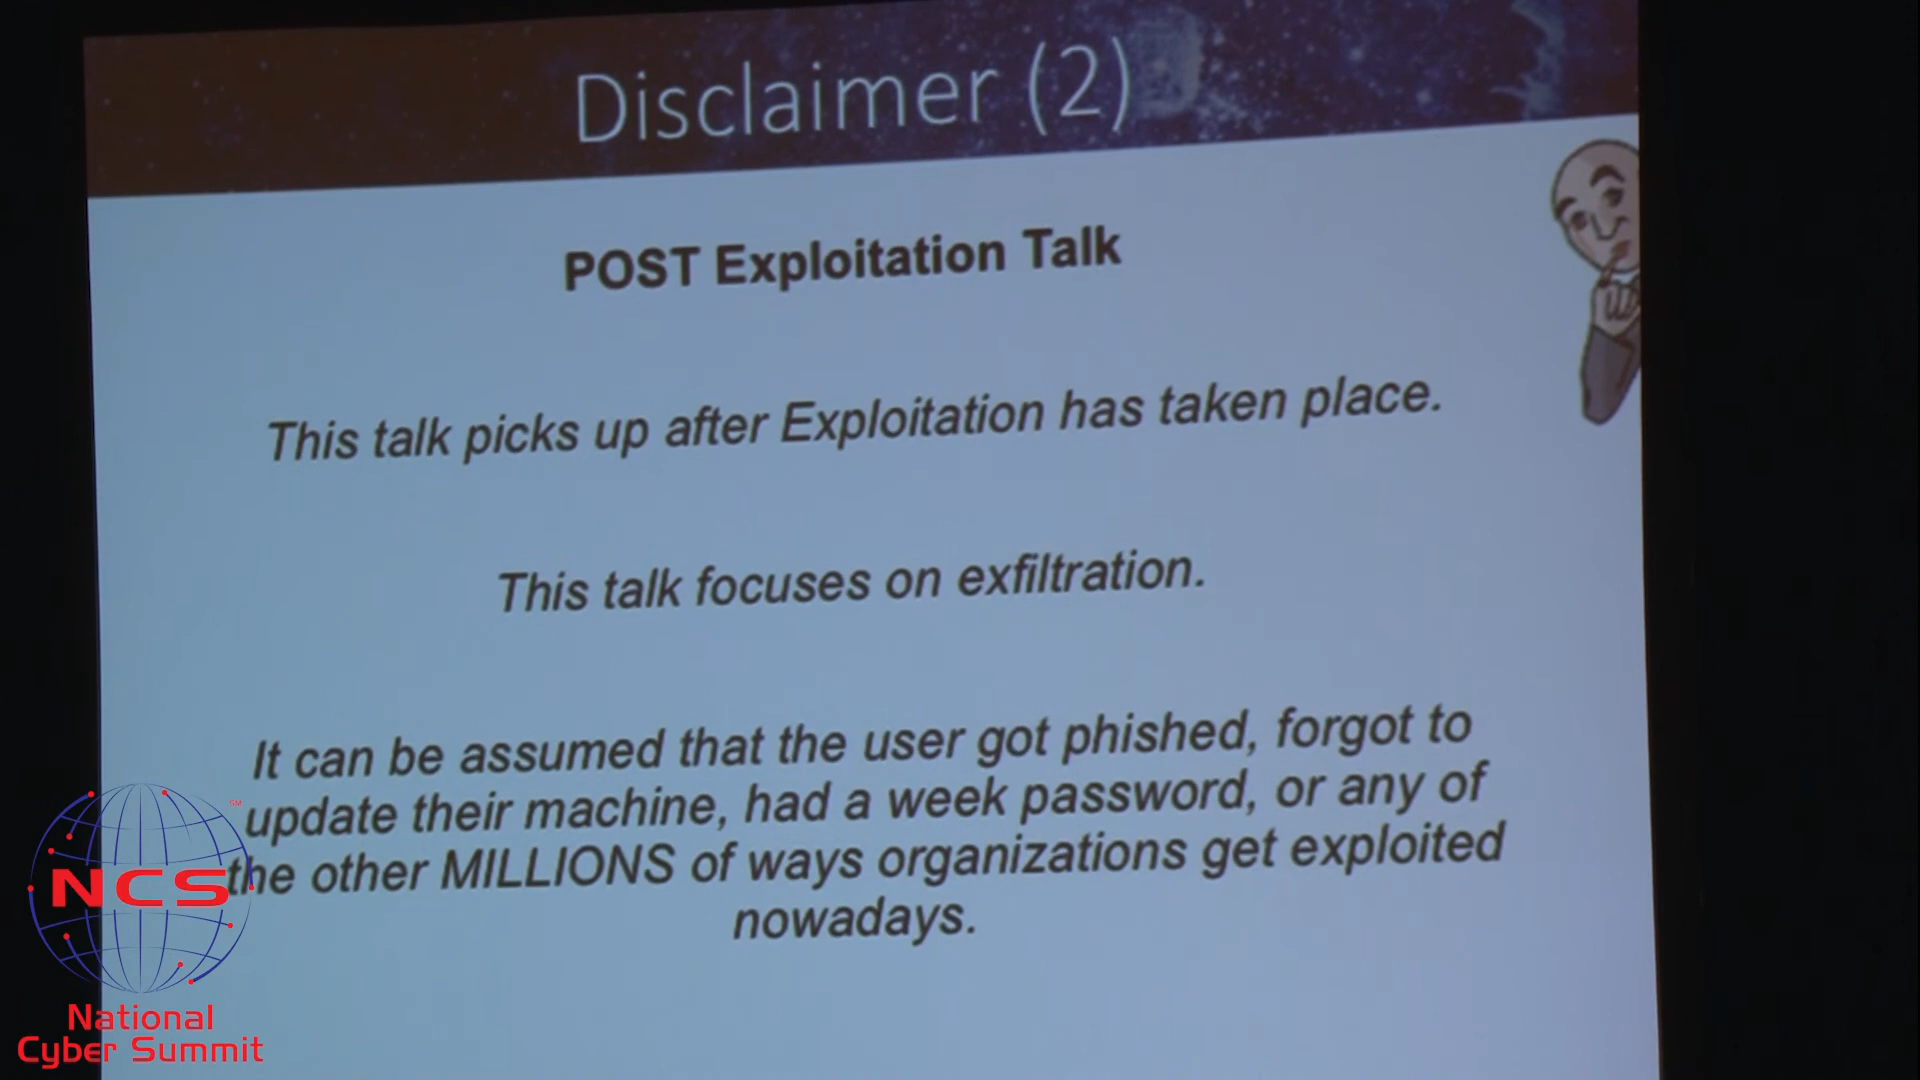 Disclaimer (2)
POST Exploitation Talk
This talk picks up after Exploitation has taken place.
This talk focuses on exfiltration.
It can be assumed that the user got phished, forgot to
update their machine, had a week password, or any of
the other MILLIONS of ways organizations get exploited
nowadays.
SM
NCS
National
Cyber Summit